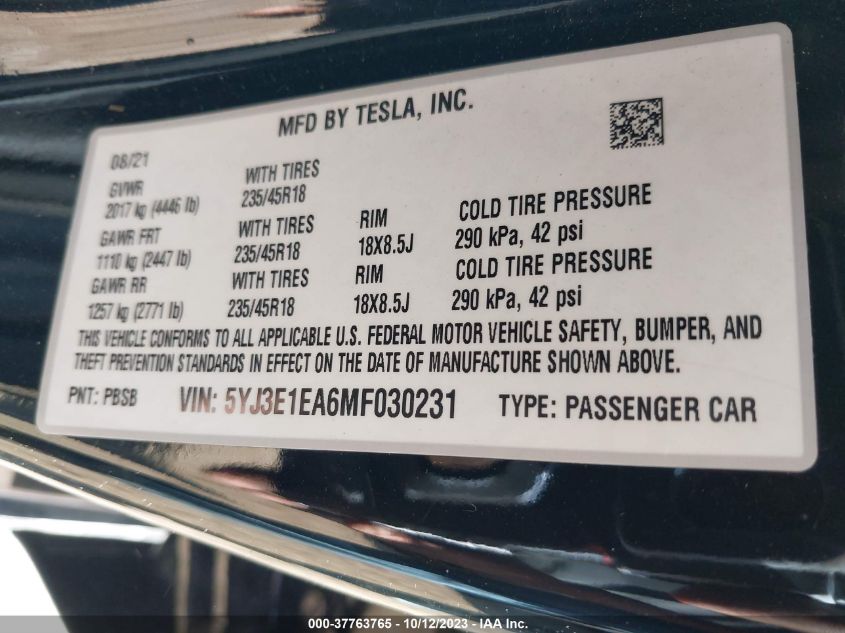 MFD BY TESLA, INC.
08/21
GVWR WITH TIRES
2017 kg (4446 lb) 235/45R18
GAWR FRT WITH TIRES RIM COLD TIRE PRESSURE
1110 kg (2447 lb) 235/45R18 18X8.5J 290 kPa, 42 psi
GAWR RR WITH TIRES RIM COLD TIRE PRESSURE
1257 kg (2771 lb) 235/45R18 18X8.5J 290 kPa, 42 psi
THIS VEHICLE CONFORMS TO ALL APPLICABLE U.S. FEDERAL MOTOR VEHICLE SAFETY, BUMPER, AND
THEFT PREVENTION STANDARDS IN EFFECT ON THE DATE OF MANUFACTURE SHOWN ABOVE.
PNT: PBSB VIN: 5YJ3E1EA6MF030231 TYPE: PASSENGER CAR
000-37763765 - 10/12/2023 - IAA Inc.